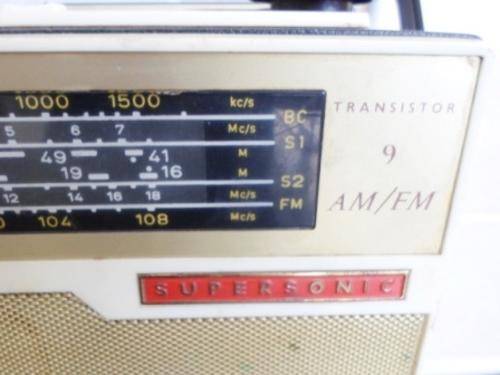 1000 1500 kc/s BC
TRANSISTOR
5 6 7 Mc/s S1
49 41 M
9
19 16 M
12 14 16 18 Mc/s S2
AM/FM
104 108 Mc/s FM
SUPERSONIC